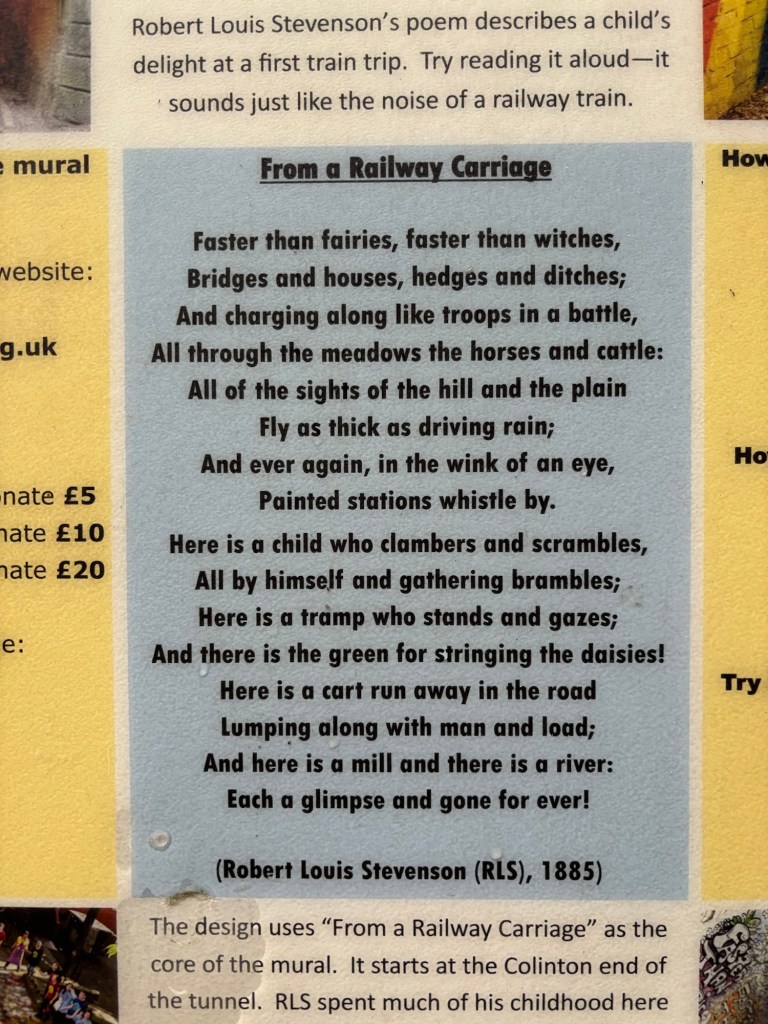 Robert Louis Stevenson's poem describes a child's
delight at a first train trip. Try reading it aloud—it
sounds just like the noise of a railway train.
mural
website:
g.uk
£5
£10
£20
e:
From a Railway Carriage
Faster than fairies, faster than witches,
Bridges and houses, hedges and ditches;
And charging along like troops in a battle,
All through the meadows the horses and cattle:
All of the sights of the hill and the plain
Fly as thick as driving rain;
And ever again, in the wink of an eye,
Painted stations whistle by.
Here is a child who clambers and scrambles,
All by himself and gathering brambles;
Here is a tramp who stands and gazes;
And there is the green for stringing the daisies!
Here is a cart run away in the road
Lumping along with man and load;
And here is a mill and there is a river:
Each a glimpse and gone for ever!
(Robert Louis Stevenson (RLS), 1885)
How
Try
The design uses "From a Railway Carriage" as the
core of the mural. It starts at the Colinton end of
the tunnel. RLS spent much of his childhood here